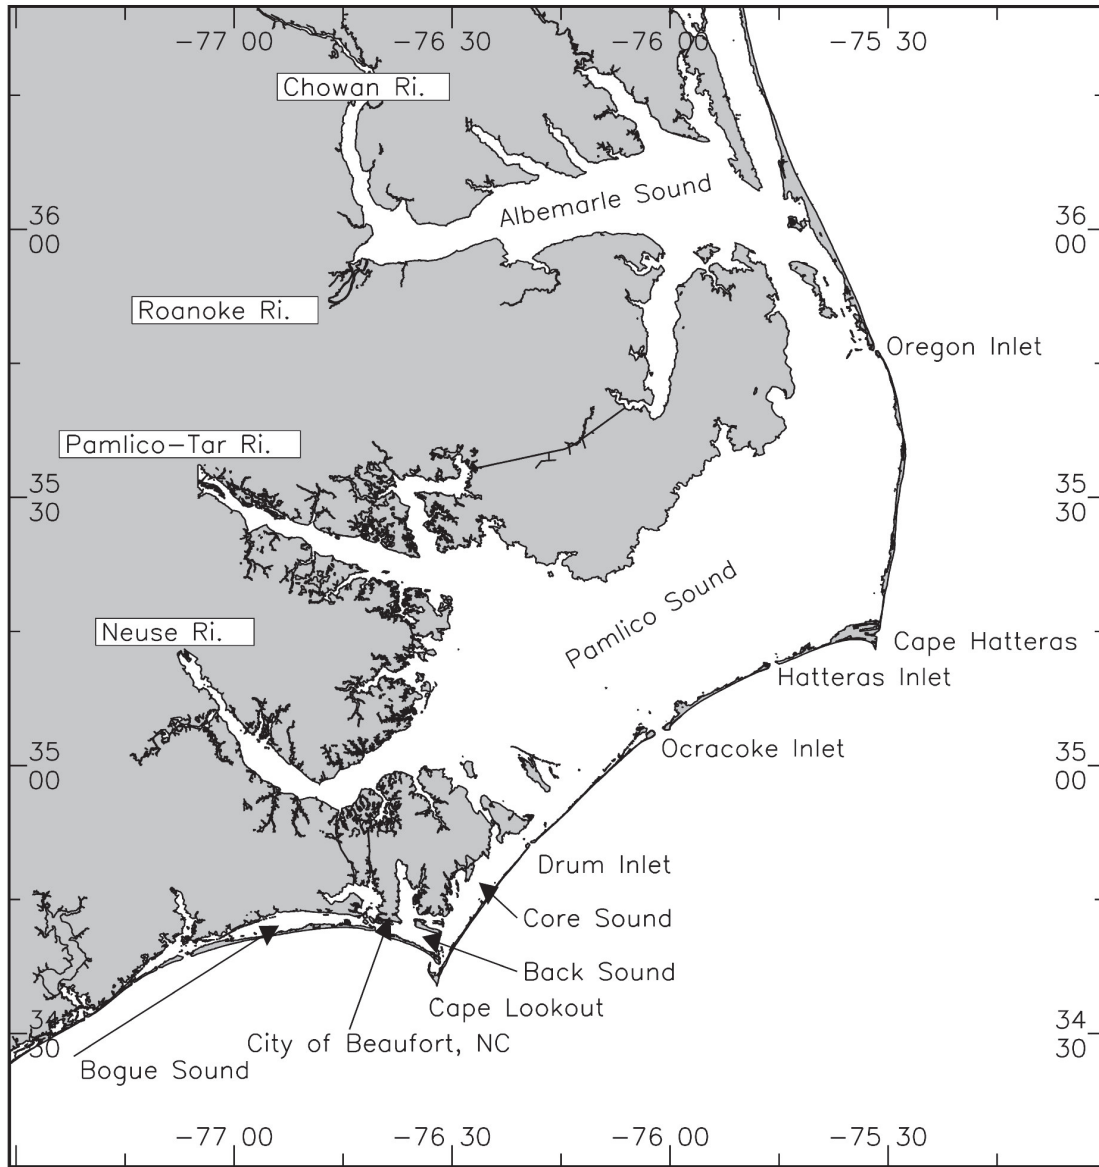 -77 00
-76 30
-76 00
-75 30
Chowan Ri.
Albemarle Sound
36
00
36
00
Roanoke Ri.
Oregon Inlet
Pamlico-Tar Ri.
35
30
35
30
Pamlico Sound
Neuse Ri.
Cape Hatteras
Hatteras Inlet
Ocracoke Inlet
35
00
35
00
Drum Inlet
Core Sound
Back Sound
Cape Lookout
34
30
34
30
City of Beaufort, NC
Bogue Sound
-77 00
-76 30
-76 00
-75 30